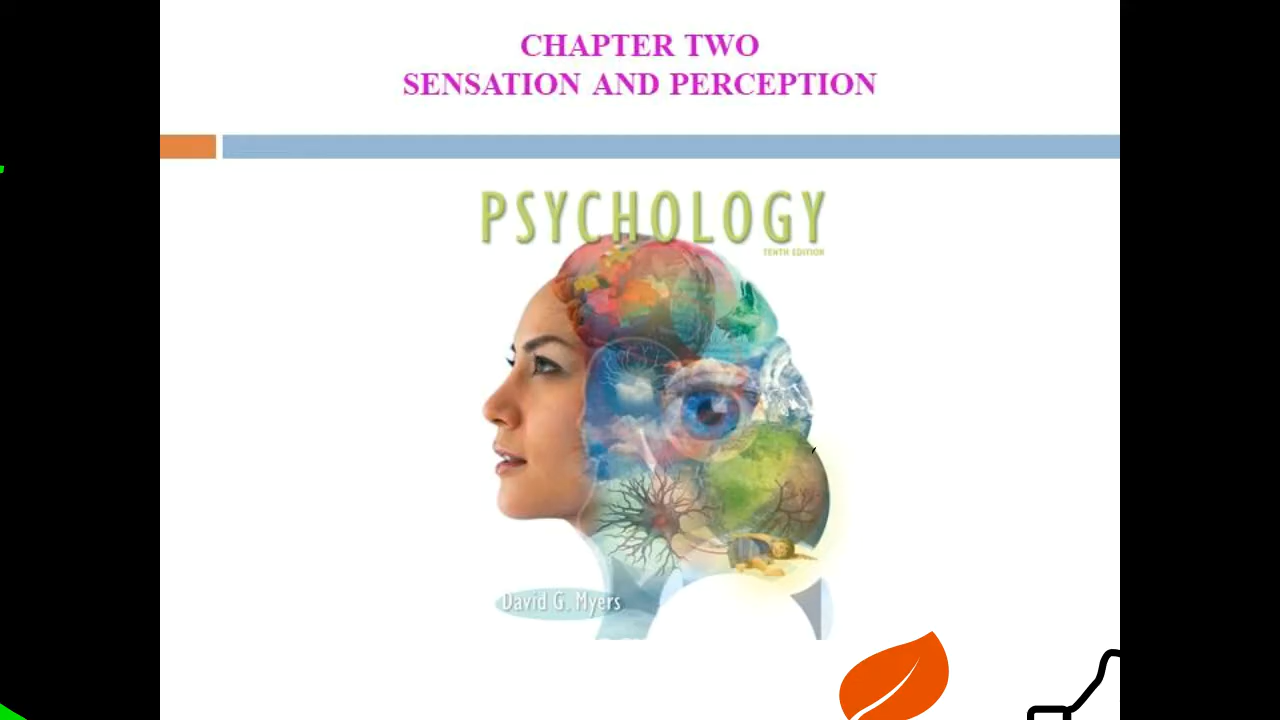 CHAPTER TWO
SENSATION AND PERCEPTION
PSYCHOLOGY
TENTH EDITION
David G. Myers